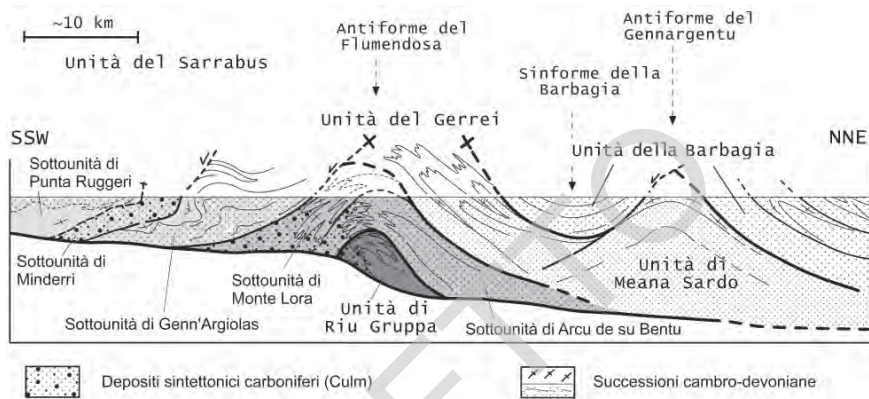 ~10 km
Unità del Sarrabus
Antiforme del
Flumendosa
Antiforme del
Gennargentu
Sinforme della
Barbagia
Unità del Gerrei
SSW
NNE
Unità della Barbagia
Sottounità di
Punta Ruggeri
Sottounità di
Minderrì
Sottounità di
Monte Lora
Unità di
Meana Sardo
Sottounità di Genn'Argiolas
Unità di
Riu Gruppa
Sottounità di Arcu de su Bentu
Depositi sintettonici carboniferi (Culm)
Successioni cambro-devoniane